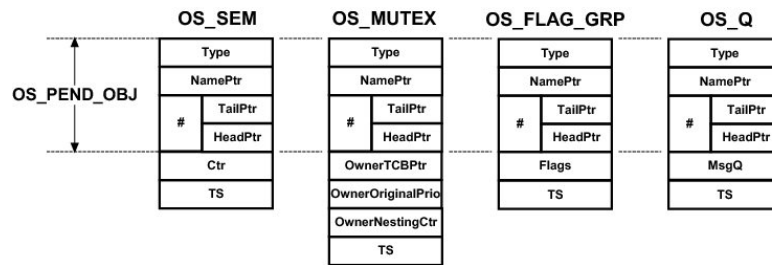 OS_SEM OS_MUTEX OS_FLAG_GRP OS_Q
Type Type Type Type
NamePtr NamePtr NamePtr NamePtr
OS_PEND_OBJ
# TailPtr # TailPtr # TailPtr # TailPtr
HeadPtr HeadPtr HeadPtr HeadPtr
Ctr OwnerTCBPtr Flags MsgQ
TS OwnerOriginalPrio TS TS
OwnerNestingCtr
TS